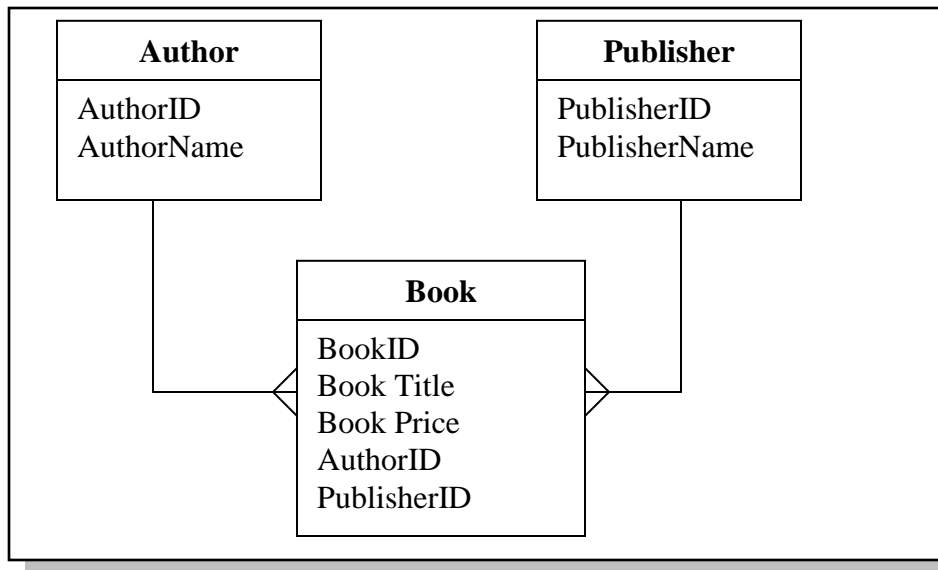 Author
AuthorID
AuthorName
Publisher
PublisherID
PublisherName
Book
BookID
Book Title
Book Price
AuthorID
PublisherID